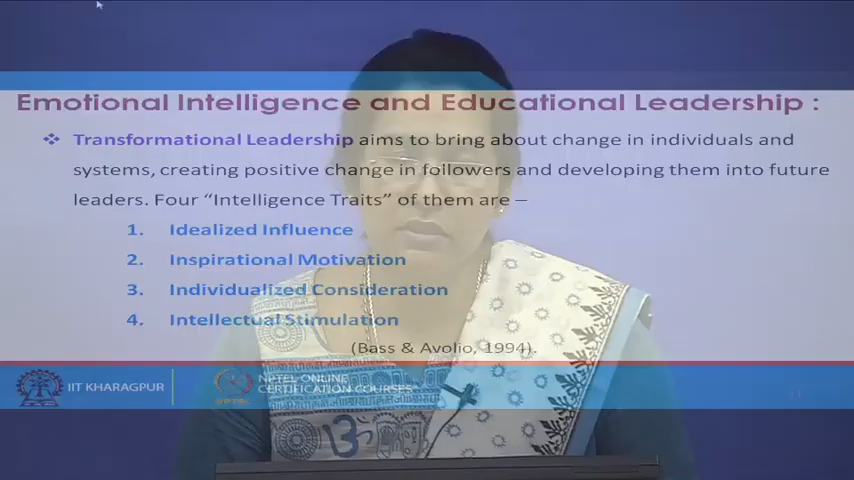 Emotional Intelligence and Educational Leadership :
❖ Transformational Leadership aims to bring about change in individuals and
systems, creating positive change in followers and developing them into future
leaders. Four “Intelligence Traits” of them are –
1. Idealized Influence
2. Inspirational Motivation
3. Individualized Consideration
4. Intellectual Stimulation
(Bass & Avolio, 1994).
IIT KHARAGPUR
NPTEL ONLINE
CERTIFICATION COURSES
NPTEL
ॐ